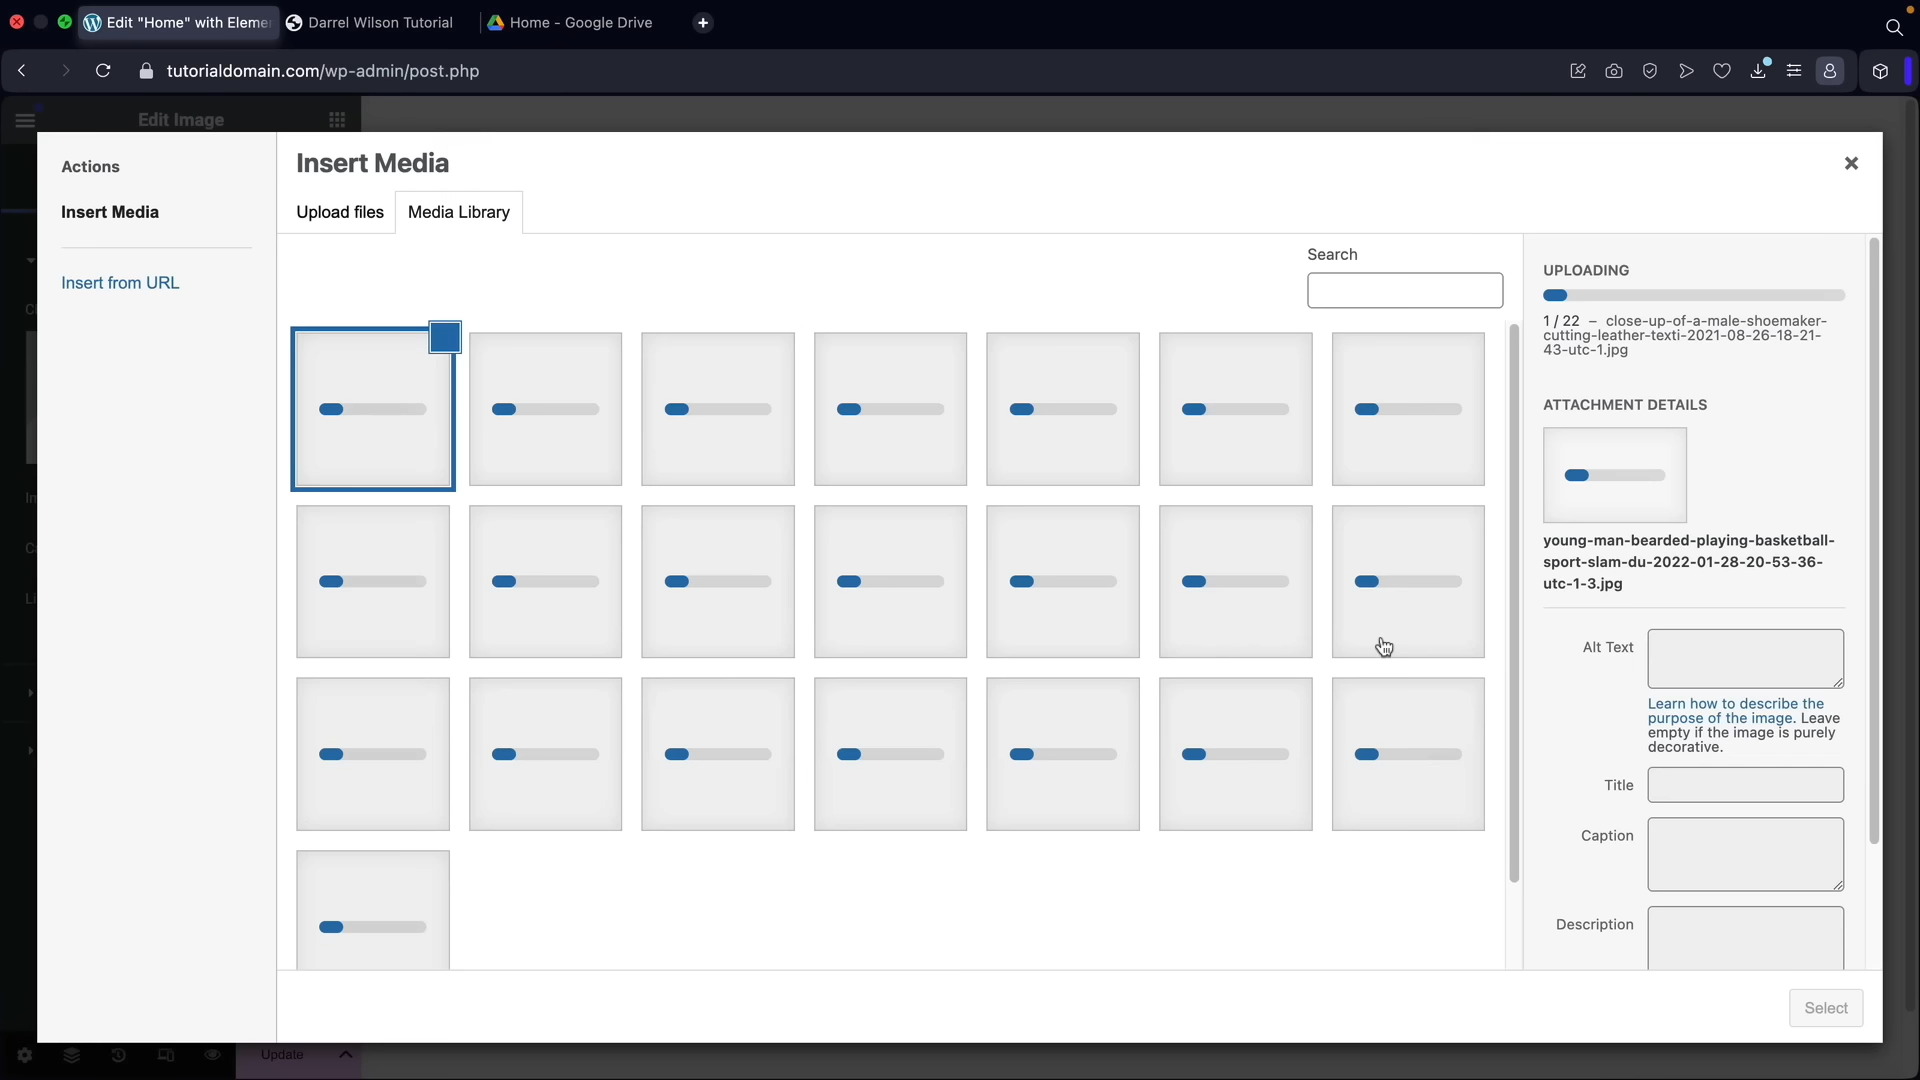 Edit "Home" with Eleme
Darrel Wilson Tutorial
Home - Google Drive
tutorialdomain.com/wp-admin/post.php
Edit Image
Actions
Insert Media
Insert from URL
Insert Media
Upload files
Media Library
Search
UPLOADING
1 / 22 – close-up-of-a-male-shoemaker-
cutting-leather-texti-2021-08-26-18-21-
43-utc-1.jpg
ATTACHMENT DETAILS
young-man-bearded-playing-basketball-
sport-slam-du-2022-01-28-20-53-36-
utc-1-3.jpg
Alt Text
Learn how to describe the
purpose of the image. Leave
empty if the image is purely
decorative.
Title
Caption
Description
Select
Update